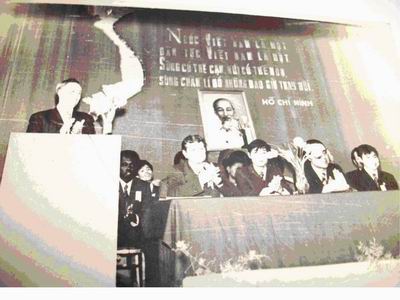 NƯỚC VIỆT NAM LÀ MỘT
DÂN TỘC VIỆT NAM LÀ MỘT
SÔNG CÓ THỂ CẠN, NÚI CÓ THỂ MÒN,
SONG CHÂN LÍ ĐÓ KHÔNG BAO GIỜ THAY ĐỔI.
HỒ CHÍ MINH